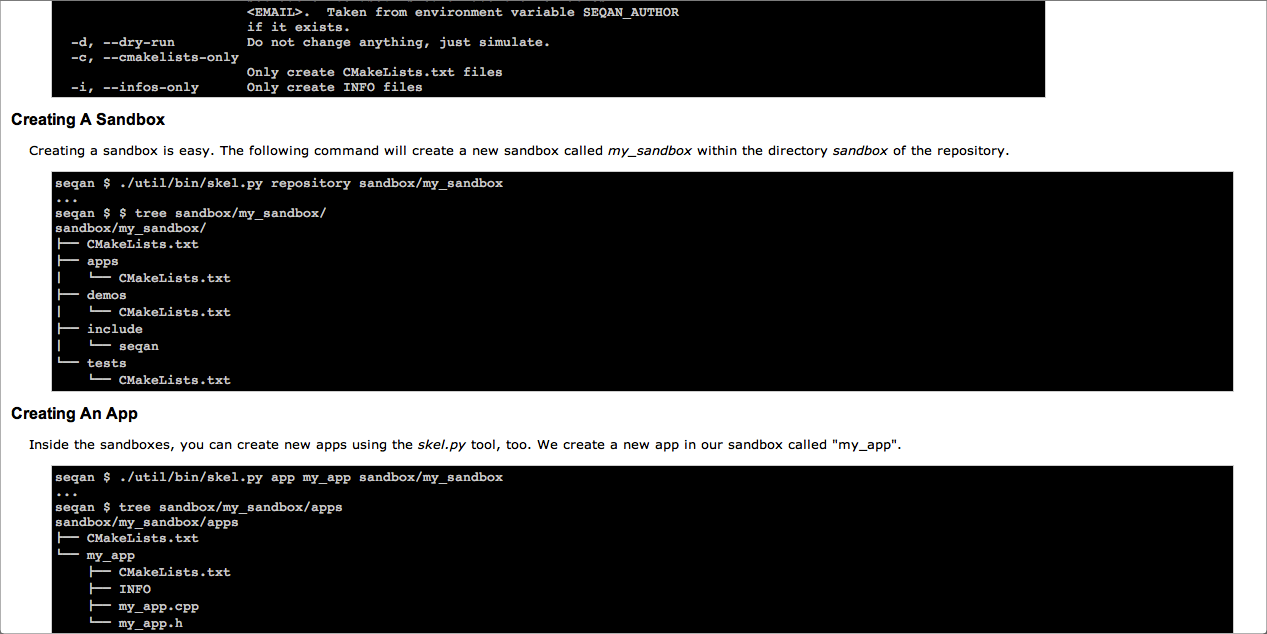 <EMAIL>.  Taken from environment variable SEQAN_AUTHOR
if it exists.
-d, --dry-run         Do not change anything, just simulate.
-c, --cmakelists-only
Only create CMakeLists.txt files
-i, --infos-only      Only create INFO files
Creating A Sandbox
Creating a sandbox is easy. The following command will create a new sandbox called my_sandbox within the directory sandbox of the repository.
seqan $ ./util/bin/skel.py repository sandbox/my_sandbox
...
seqan $ $ tree sandbox/my_sandbox/
sandbox/my_sandbox/
├── CMakeLists.txt
├── apps
│   └── CMakeLists.txt
├── demos
│   └── CMakeLists.txt
├── include
│   └── seqan
└── tests
    └── CMakeLists.txt
Creating An App
Inside the sandboxes, you can create new apps using the skel.py tool, too. We create a new app in our sandbox called "my_app".
seqan $ ./util/bin/skel.py app my_app sandbox/my_sandbox
...
seqan $ tree sandbox/my_sandbox/apps
sandbox/my_sandbox/apps
├── CMakeLists.txt
└── my_app
    ├── CMakeLists.txt
    ├── INFO
    ├── my_app.cpp
    └── my_app.h